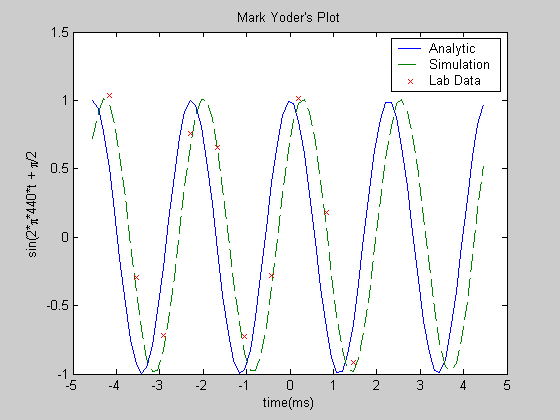 Mark Yoder's Plot
1.5
Analytic
Simulation
Lab Data
1
0.5
0
-0.5
-1
sin(2*π*440*t + π/2
-5
-4
-3
-2
-1
0
1
2
3
4
5
time(ms)